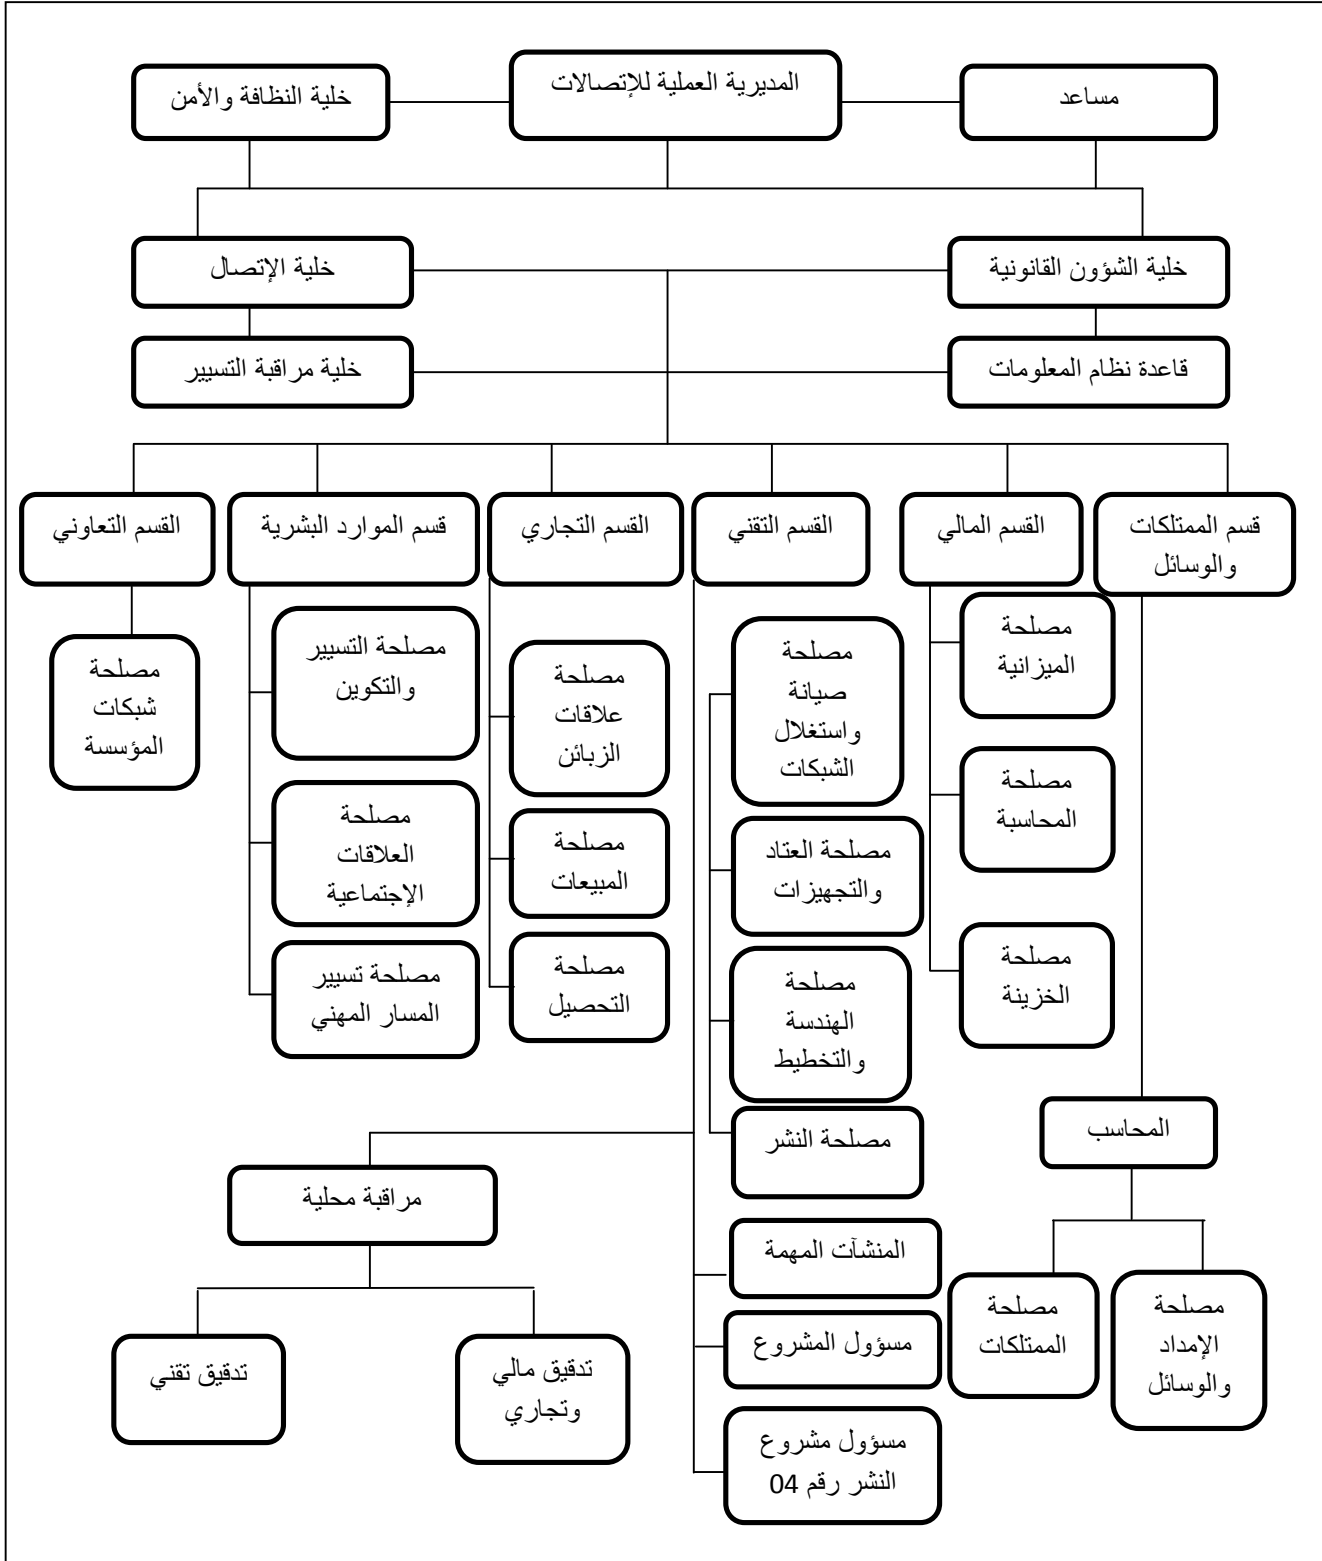 مساعد
المديرية العملية للإتصالات
خلية النظافة والأمن
خلية الشؤون القانونية
خلية الإتصال
قاعدة نظام المعلومات
خلية مراقبة التسيير
قسم الممتلكات
والوسائل
القسم المالي
القسم التقني
القسم التجاري
قسم الموارد البشرية
القسم التعاوني
مصلحة
الميزانية
مصلحة
المحاسبة
مصلحة
الخزينة
مصلحة
صيانة
واستغلال
الشبكات
مصلحة العتاد
والتجهيزات
مصلحة
الهندسة
والتخطيط
مصلحة النشر
مصلحة
علاقات
الزبائن
مصلحة
المبيعات
مصلحة
التحصيل
مصلحة التسيير
والتكوين
مصلحة
العلاقات
الإجتماعية
مصلحة تسيير
المسار المهني
مصلحة
شبكات
المؤسسة
المحاسب
مصلحة
الإمداد
والوسائل
مصلحة
الممتلكات
المنشآت المهمة
مسؤول المشروع
مسؤول مشروع
النشر رقم 04
مراقبة محلية
تدقيق مالي
وتجاري
تدقيق تقني